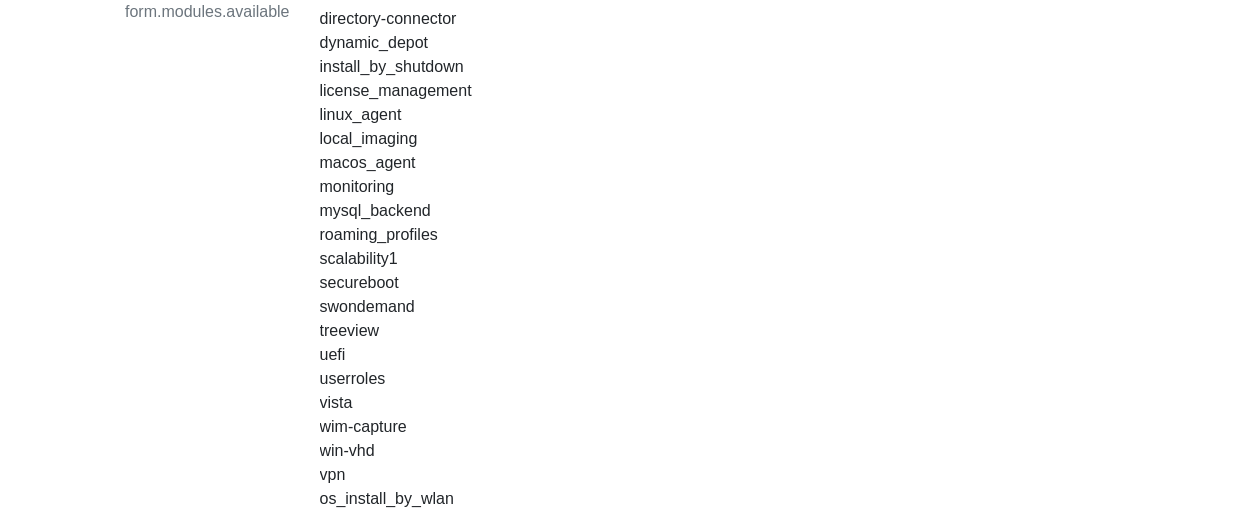 form.modules.available
directory-connector
dynamic_depot
install_by_shutdown
license_management
linux_agent
local_imaging
macos_agent
monitoring
mysql_backend
roaming_profiles
scalability1
secureboot
swondemand
treeview
uefi
userroles
vista
wim-capture
win-vhd
vpn
os_install_by_wlan